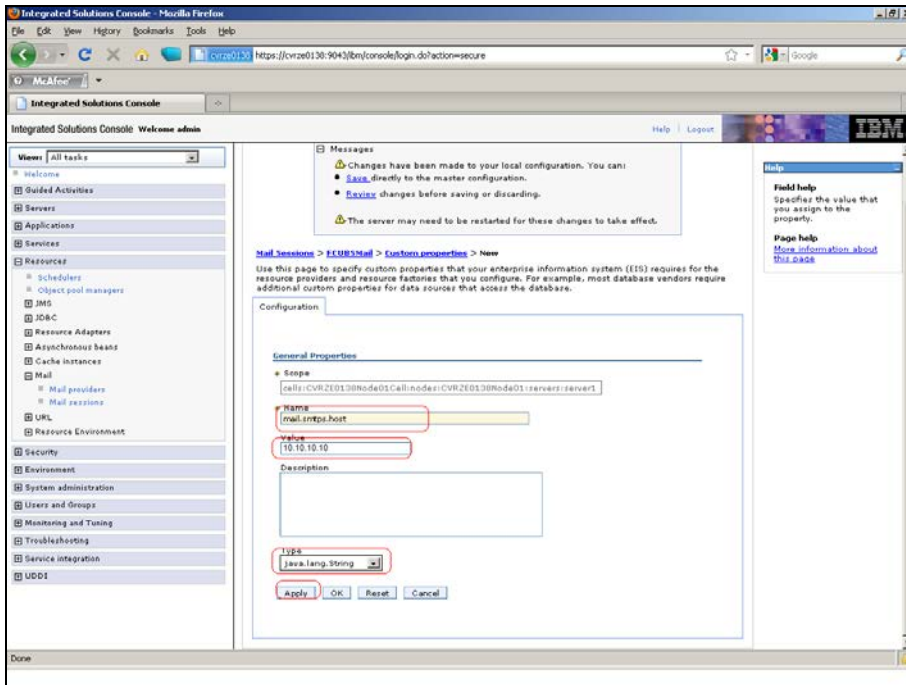 Integrated Solutions Console - Mozilla Firefox
File Edit View History Bookmarks Tools Help
cvrze0138 https://cvrze0138:9043/ibm/console/login.do?action=secure
Google
McAfee
Integrated Solutions Console
Integrated Solutions Console Welcome admin
Help | Logout
IBM
View: All tasks
Welcome
Guided Activities
Servers
Applications
Services
Resources
Schedulers
Object pool managers
JMS
JDBC
Resource Adapters
Asynchronous beans
Cache instances
Mail
Mail providers
Mail sessions
URL
Resource Environment
Security
Environment
System administration
Users and Groups
Monitoring and Tuning
Troubleshooting
Service integration
UDDI
Messages
Changes have been made to your local configuration. You can:
Save directly to the master configuration.
Review changes before saving or discarding.
The server may need to be restarted for these changes to take effect.
Mail Sessions > FCUBSMail > Custom properties > New
Use this page to specify custom properties that your enterprise information system (EIS) requires for the
resource providers and resource factories that you configure. For example, most database vendors require
additional custom properties for data sources that access the database.
Configuration
General Properties
Scope
cells:CVRZE0138Node01Cell:nodes:CVRZE0138Node01:servers:server1
Name
mail.smtps.host
Value
10.10.10.10
Description
Type
java.lang.String
Apply OK Reset Cancel
Help
Field help
Specifies the value that
you assign to the
property.
Page help
More information about
this page
Done